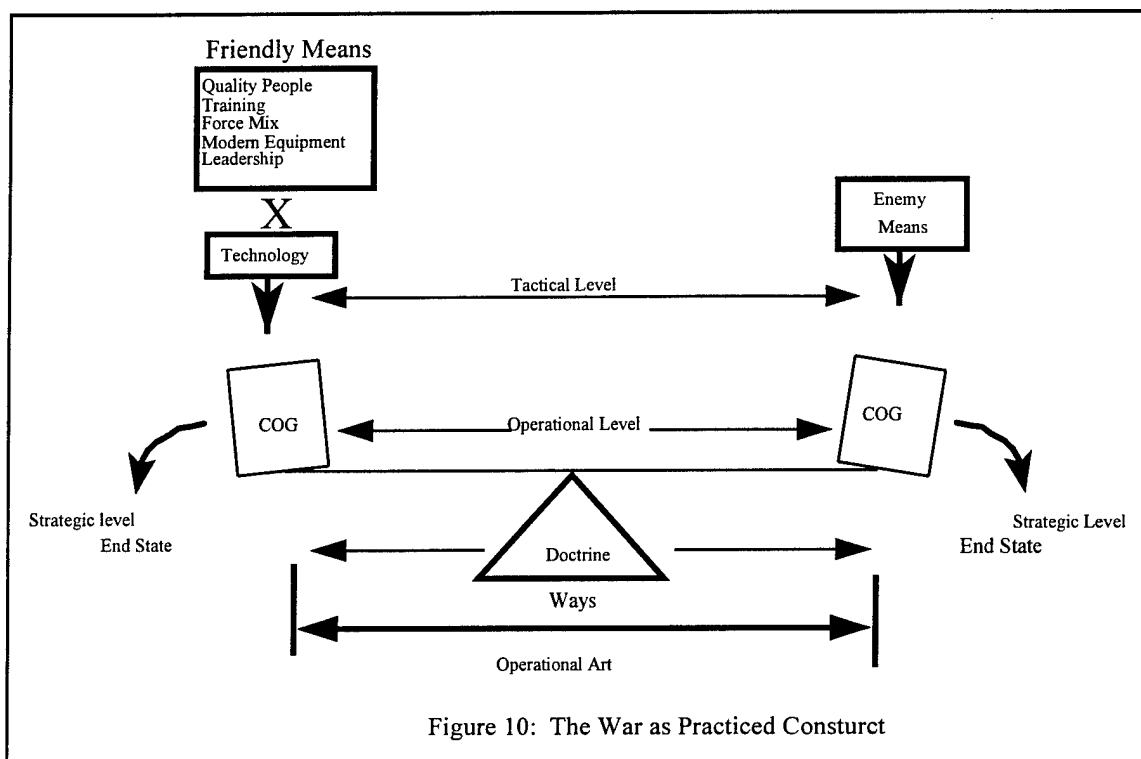 Friendly Means
Quality People
Training
Force Mix
Modern Equipment
Leadership
X
Technology
Enemy
Means
Tactical Level
COG
Operational Level
COG
Strategic level
End State
Strategic Level
End State
Doctrine
Ways
Operational Art
Figure 10: The War as Practiced Consturct